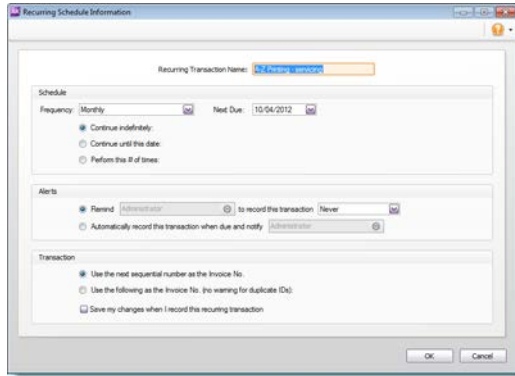 Recurring Schedule Information
Recurring Transaction Name: A-Z Printing - servicing
Schedule
Frequency: Monthly Next Due: 10/04/2012
Continue indefinitely:
Continue until this date:
Perform this # of times:
Alerts
Remind Administrator to record this transaction Never
Automatically record this transaction when due and notify Administrator
Transaction
Use the next sequential number as the Invoice No.
Use the following as the Invoice No. (no warning for duplicate IDs):
Save my changes when I record this recurring transaction
OK Cancel